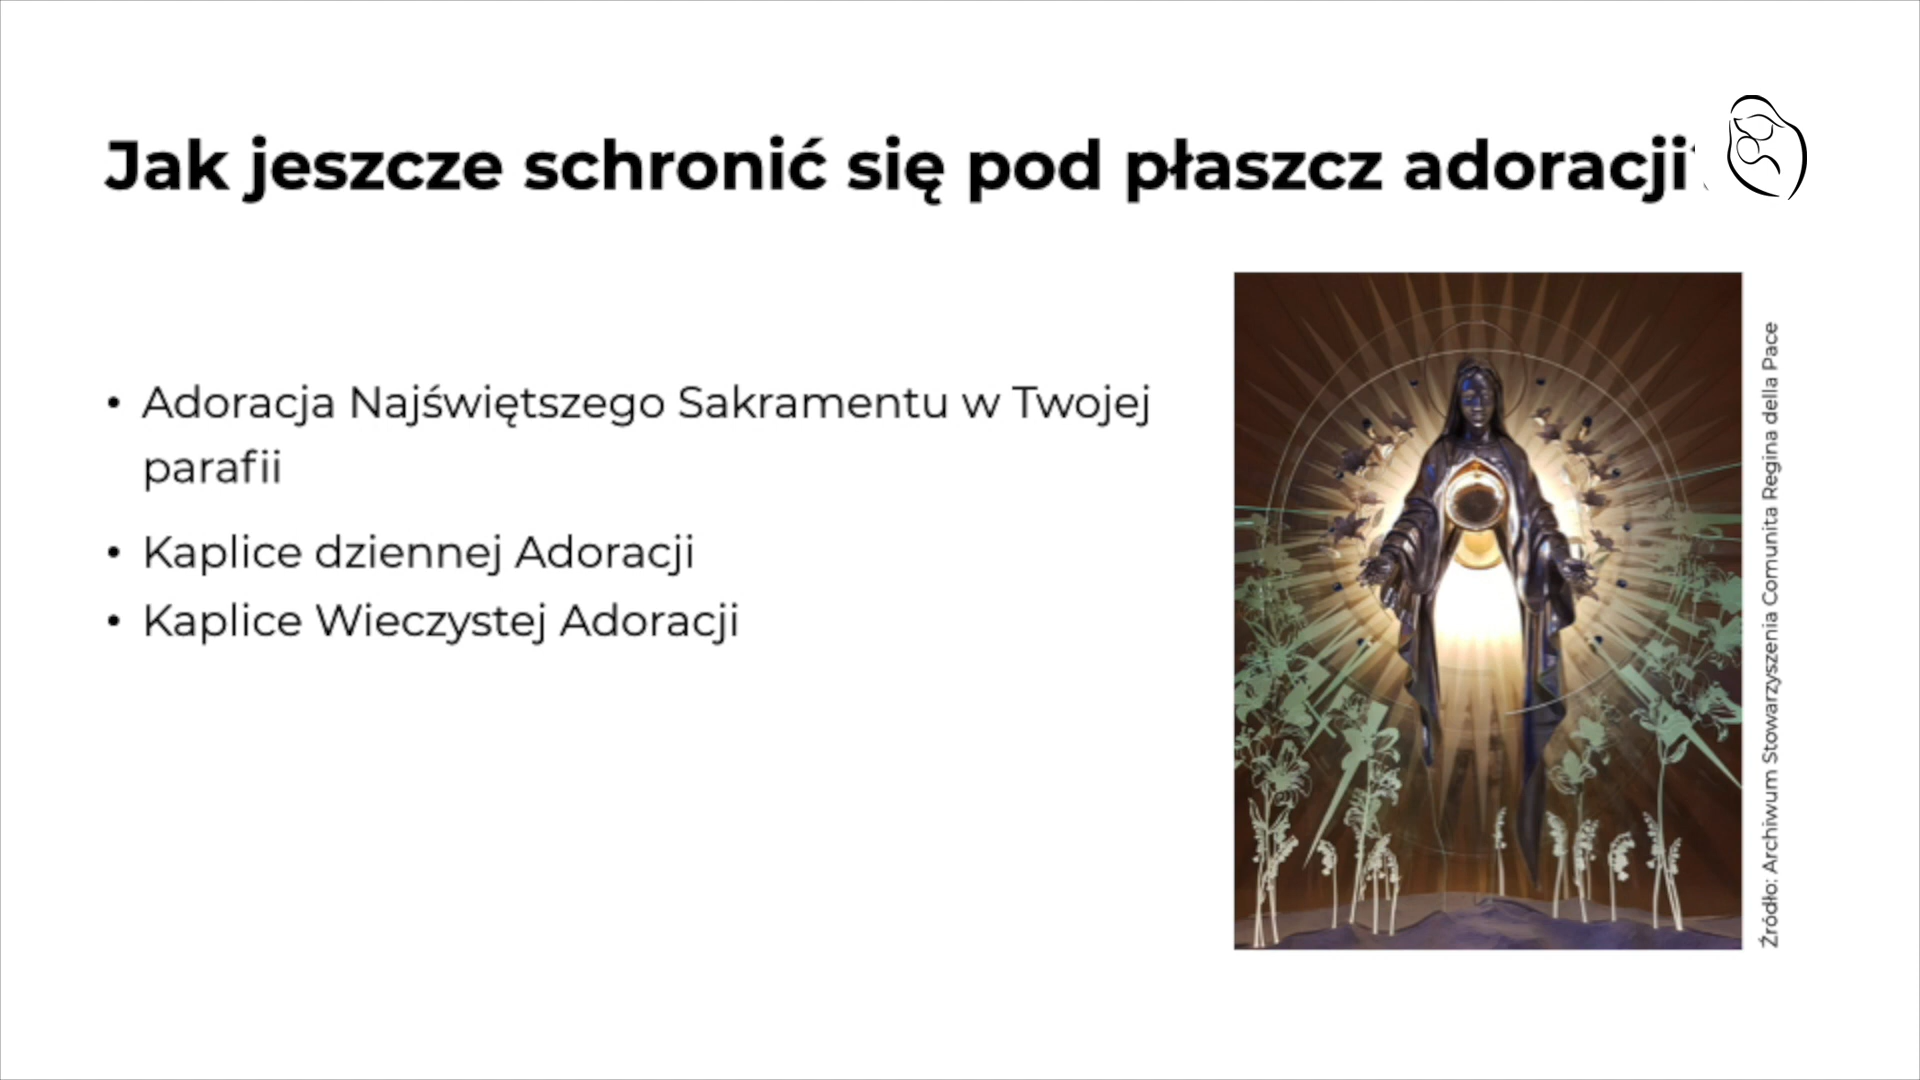 Jak jeszcze schronić się pod płaszcz adoracji?
• Adoracja Najświętszego Sakramentu w Twojej
parafii
• Kaplice dziennej Adoracji
• Kaplice Wieczystej Adoracji
Źródło: Archiwum Stowarzyszenia Comunita Regina della Pace